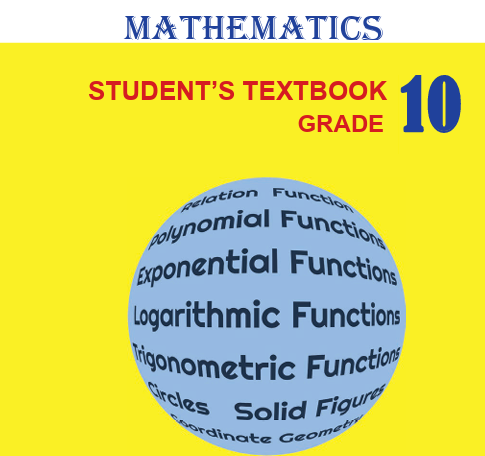 MATHEMATICS
STUDENT'S TEXTBOOK
GRADE 10
Relation Function
Polynomial Functions
Exponential Functions
Logarithmic Functions
Trigonometric Functions
Circles Solid Figures
Coordinate Geometry